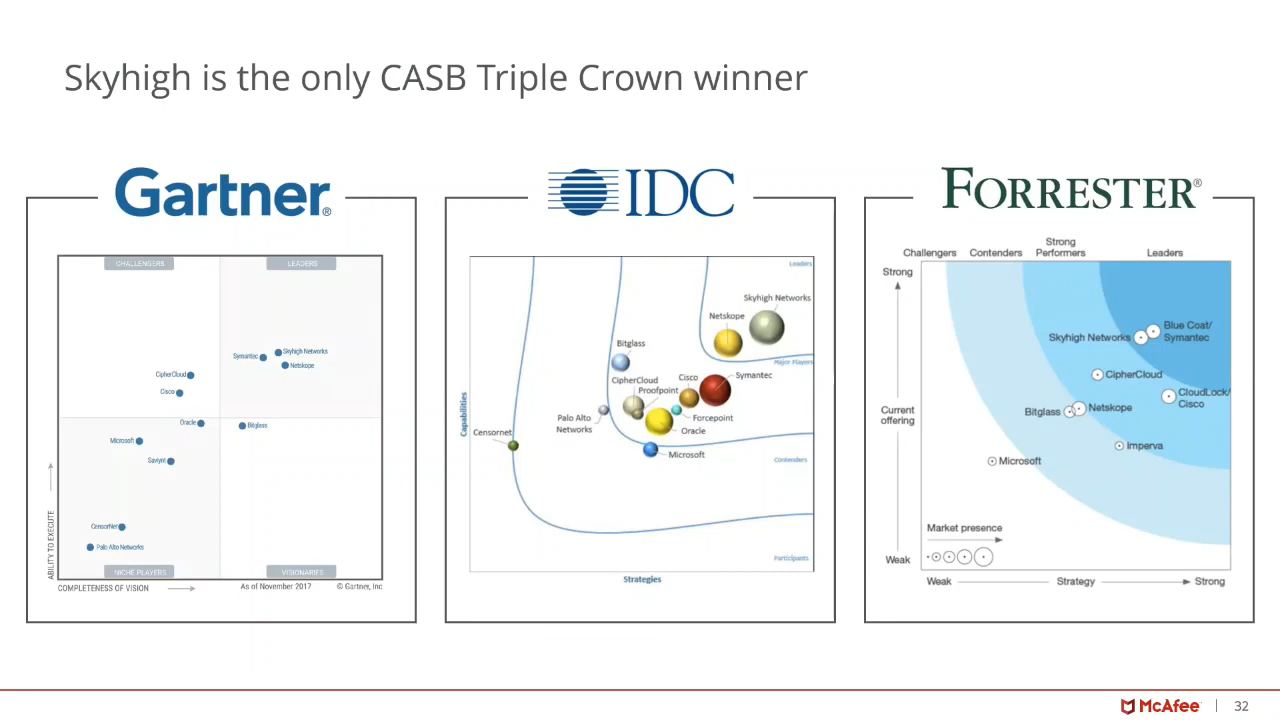 Skyhigh is the only CASB Triple Crown winner
Gartner®
CHALLENGERS
LEADERS
Symantec
Skyhigh Networks
Netskope
CipherCloud
Cisco
Oracle
Bitglass
Microsoft
Saviynt
CensorNet
Palo Alto Networks
NICHE PLAYERS
VISIONARIES
ABILITY TO EXECUTE
COMPLETENESS OF VISION
As of November 2017
© Gartner, Inc
IDC
Leaders
Skyhigh Networks
Netskope
Bitglass
Major Players
CipherCloud
Cisco
Symantec
Proofpoint
Palo Alto
Networks
Forcepoint
Oracle
Censornet
Microsoft
Contenders
Participants
Capabilities
Strategies
FORRESTER®
Challengers
Contenders
Strong
Performers
Leaders
Strong
Skyhigh Networks
Blue Coat/
Symantec
CipherCloud
CloudLock/
Cisco
Bitglass
Netskope
Current
offering
Imperva
Microsoft
Market presence
Weak
Weak
Strategy
Strong
McAfee
32